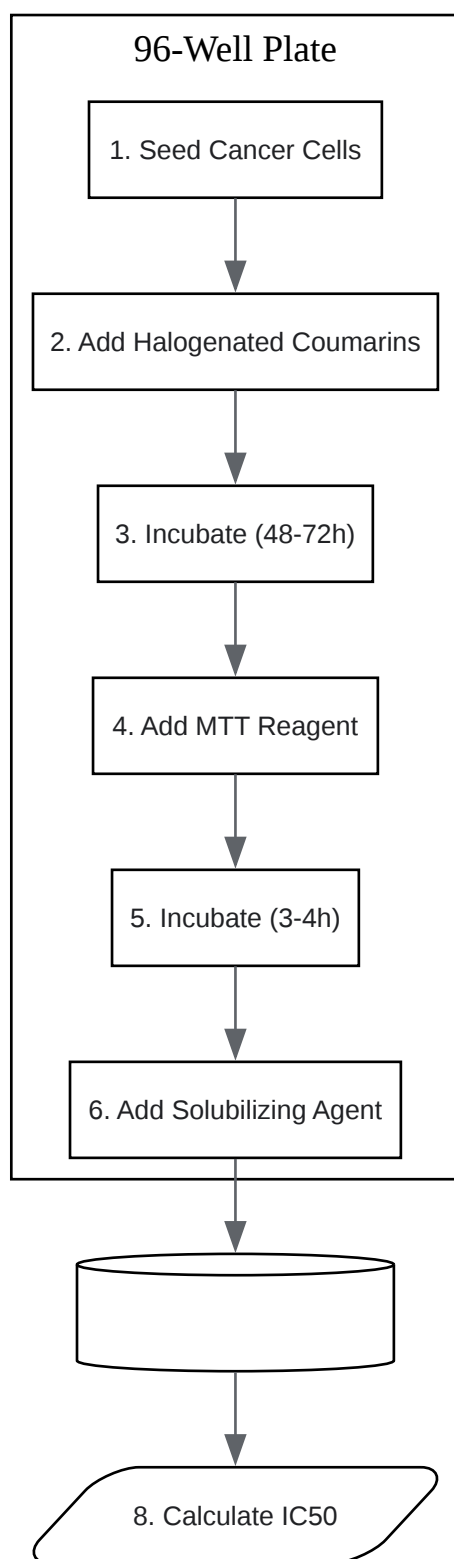 96-Well Plate
1. Seed Cancer Cells
2. Add Halogenated Coumarins
3. Incubate (48-72h)
4. Add MTT Reagent
5. Incubate (3-4h)
6. Add Solubilizing Agent
8. Calculate IC50